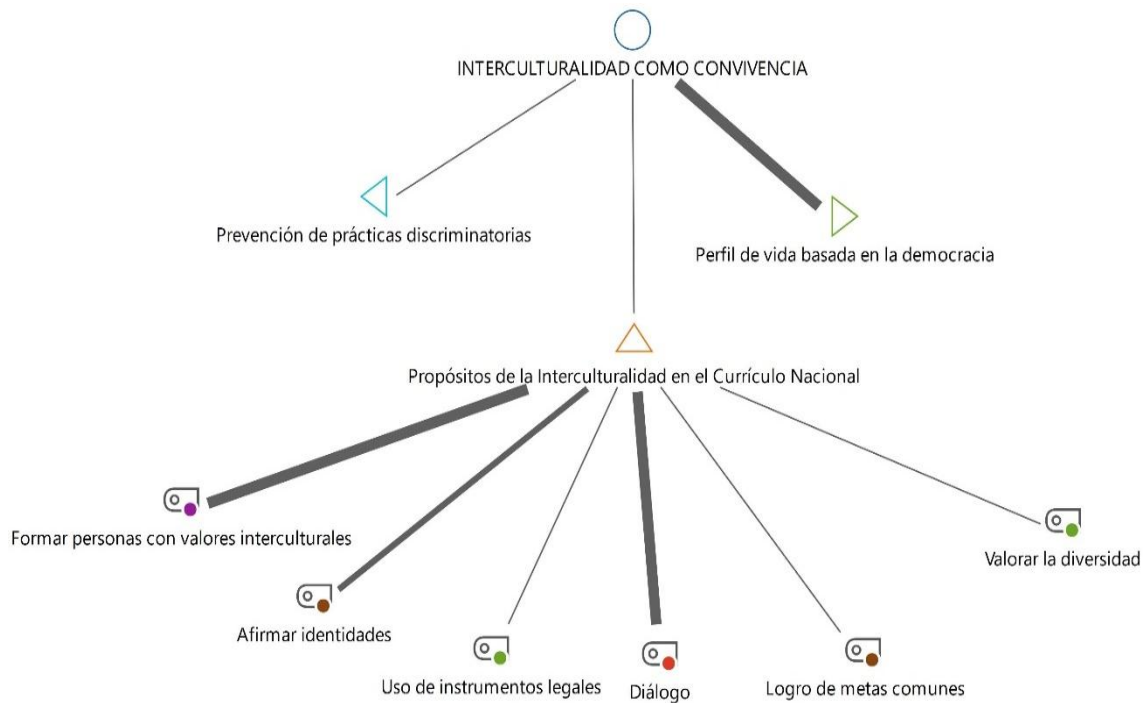 INTERCULTURALIDAD COMO CONVIVENCIA
Prevención de prácticas discriminatorias
Perfil de vida basada en la democracia
Propósitos de la Interculturalidad en el Currículo Nacional
Formar personas con valores interculturales
Valorar la diversidad
Afirmar identidades
Uso de instrumentos legales
Diálogo
Logro de metas comunes